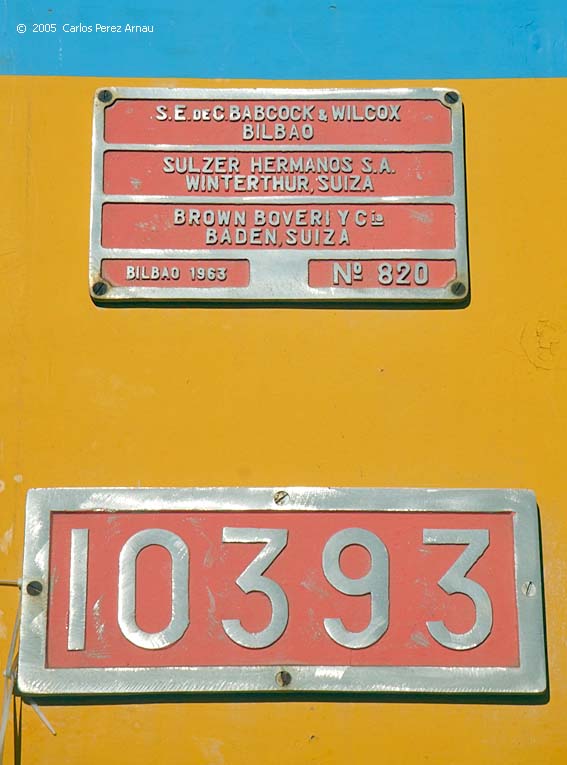 © 2005 Carlos Perez Arnau
S.E. DE C. BABCOCK & WILCOX
BILBAO
SULZER HERMANOS S.A.
WINTERTHUR, SUIZA
BROWN BOVERI Y Cia
BADEN, SUIZA
BILBAO 1963
Nº 820
10393